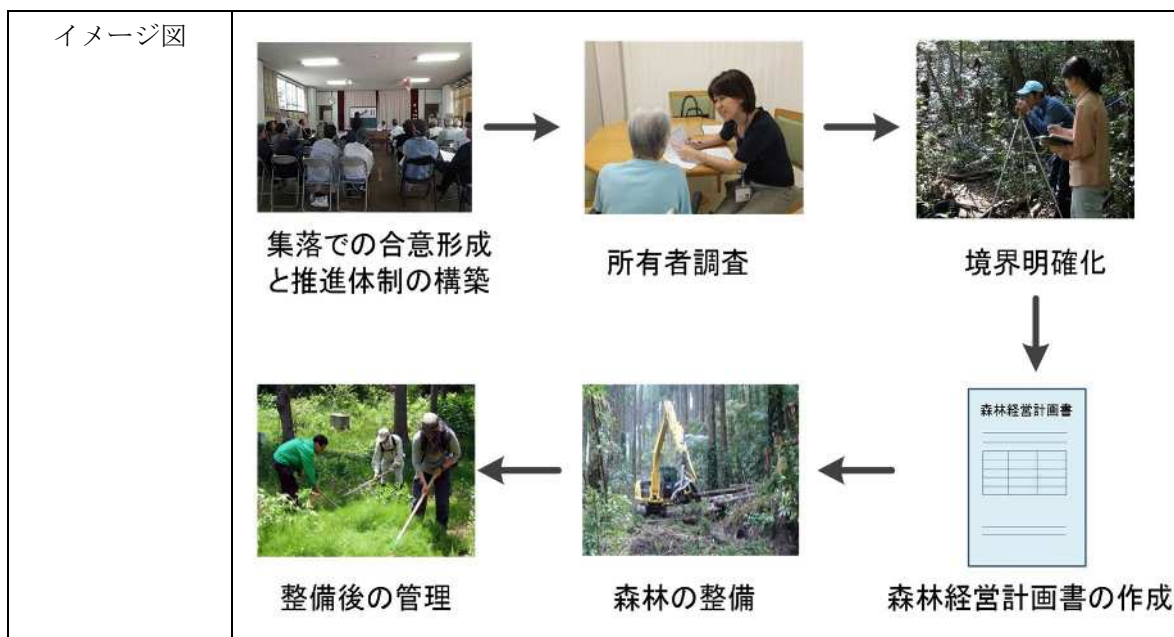 イメージ図
集落での合意形成
と推進体制の構築
所有者調査
境界明確化
森林経営計画書
整備後の管理
森林の整備
森林経営計画書の作成